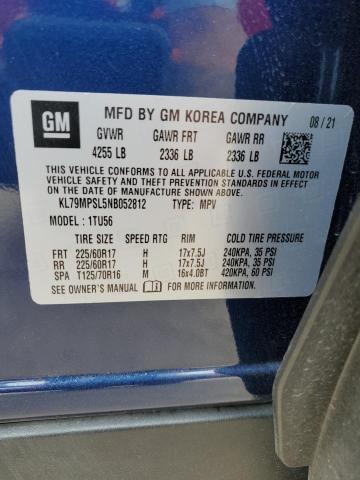 GM
MFD BY GM KOREA COMPANY 08 / 21
GVWR GAWR FRT GAWR RR
4255 LB 2336 LB 2336 LB
THIS VEHICLE CONFORMS TO ALL APPLICABLE U.S. FEDERAL MOTOR
VEHICLE SAFETY AND THEFT PREVENTION STANDARDS IN EFFECT ON THE
DATE OF MANUFACTURE SHOWN ABOVE.
KL79MPSL5NB052812 TYPE: MPV
MODEL : 1TU56
TIRE SIZE SPEED RTG RIM COLD TIRE PRESSURE
FRT 225/60R17 H 17x7.5J 240KPA, 35 PSI
RR 225/60R17 H 17x7.5J 240KPA, 35 PSI
SPA T125/70R16 M 16x4.0BT 420KPA, 60 PSI
SEE OWNER'S MANUAL FOR MORE INFORMATION